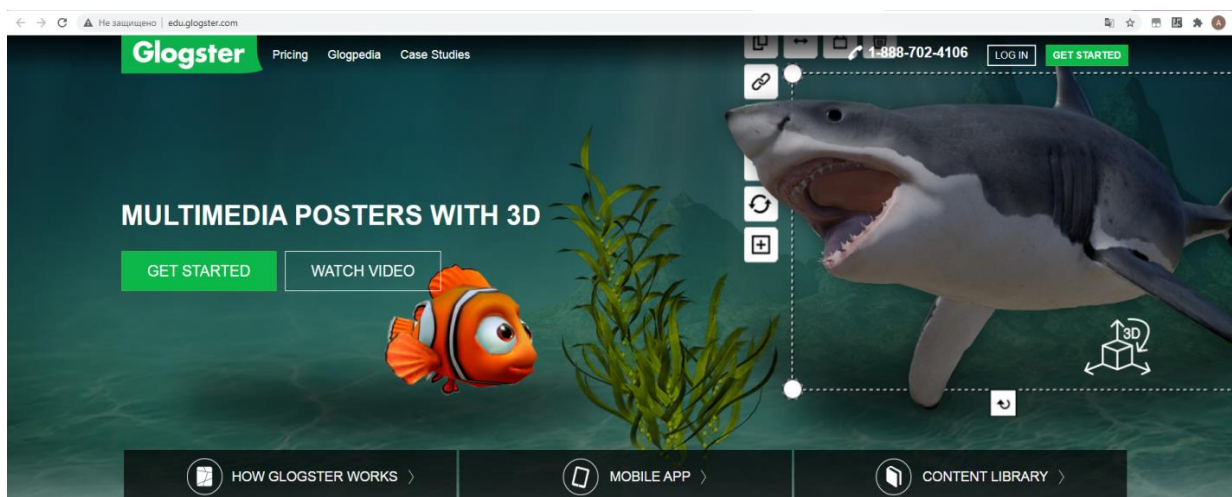 Не защищено edu.glogster.com
Glogster Pricing Glogpedia Case Studies 1-888-702-4106 LOG IN GET STARTED
MULTIMEDIA POSTERS WITH 3D
GET STARTED WATCH VIDEO
3D
HOW GLOGSTER WORKS MOBILE APP CONTENT LIBRARY